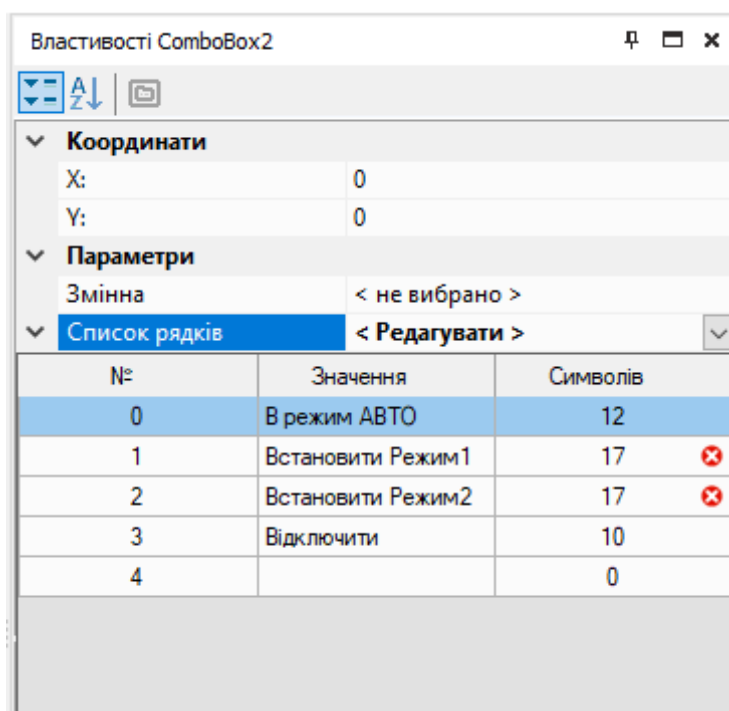 Властивості ComboBox2
Координати
X: 0
Y: 0
Параметри
Змінна < не вибрано >
Список рядків < Редагувати >
№ Значення Символів
0 В режим АВТО 12
1 Встановити Режим1 17
2 Встановити Режим2 17
3 Відключити 10
4 0